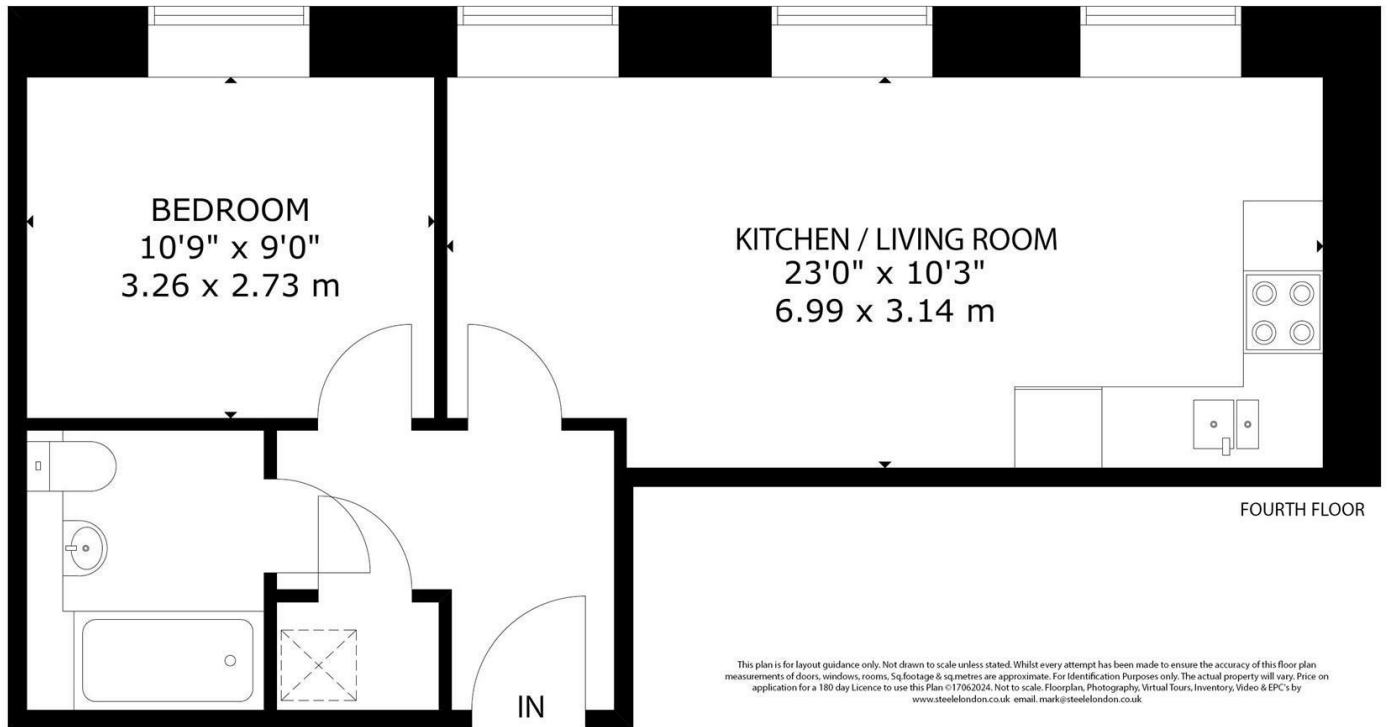 BEDROOM
10'9" x 9'0"
3.26 x 2.73 m
KITCHEN / LIVING ROOM
23'0" x 10'3"
6.99 x 3.14 m
FOURTH FLOOR
IN
This plan is for layout guidance only. Not drawn to scale unless stated. Whilst every attempt has been made to ensure the accuracy of this floor plan
measurements of doors, windows, rooms, Sq.footage & sq.metres are approximate. For Identification Purposes only. The actual property will vary. Price on
application for a 180 day Licence to use this Plan ©17062024. Not to scale. Floorplan, Photography, Virtual Tours, Inventory, Video & EPC's by
www.steelelondon.co.uk email. mark@steelelondon.co.uk